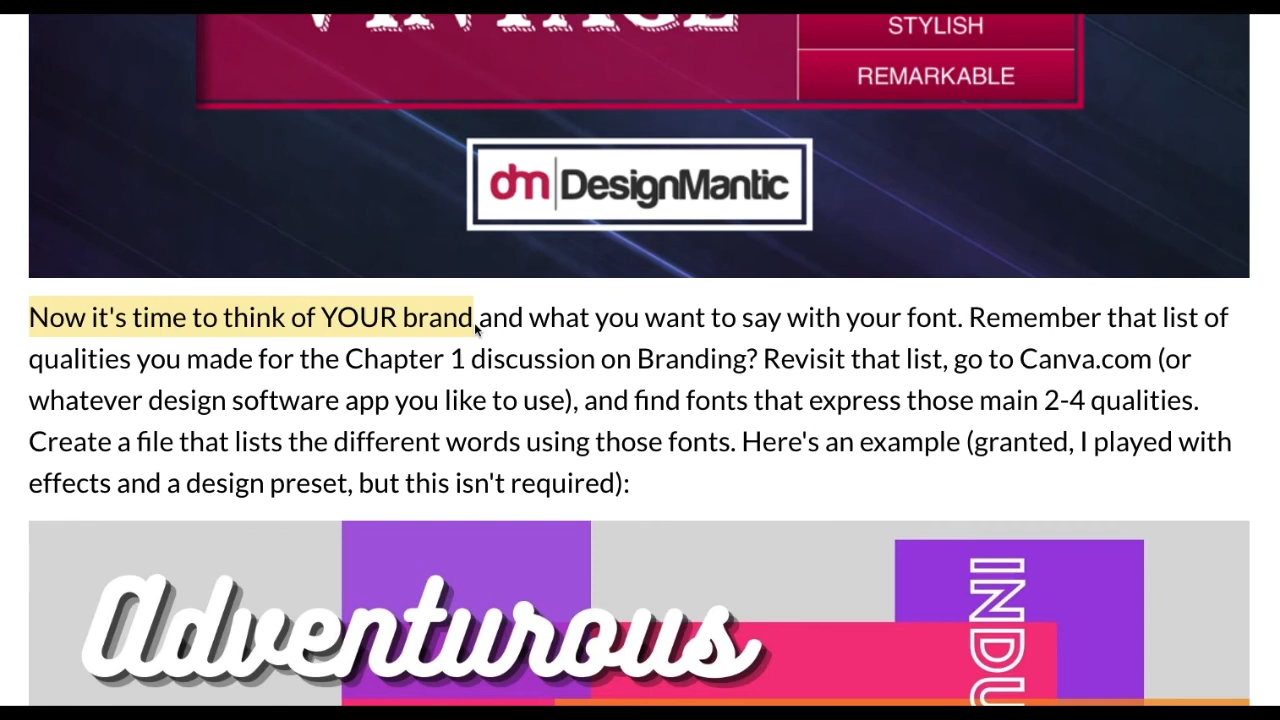 VINTAGE
STYLISH
REMARKABLE
dm DesignMantic
Now it's time to think of YOUR brand and what you want to say with your font. Remember that list of
qualities you made for the Chapter 1 discussion on Branding? Revisit that list, go to Canva.com (or
whatever design software app you like to use), and find fonts that express those main 2-4 qualities.
Create a file that lists the different words using those fonts. Here's an example (granted, I played with
effects and a design preset, but this isn't required):
Adventurous
INDU